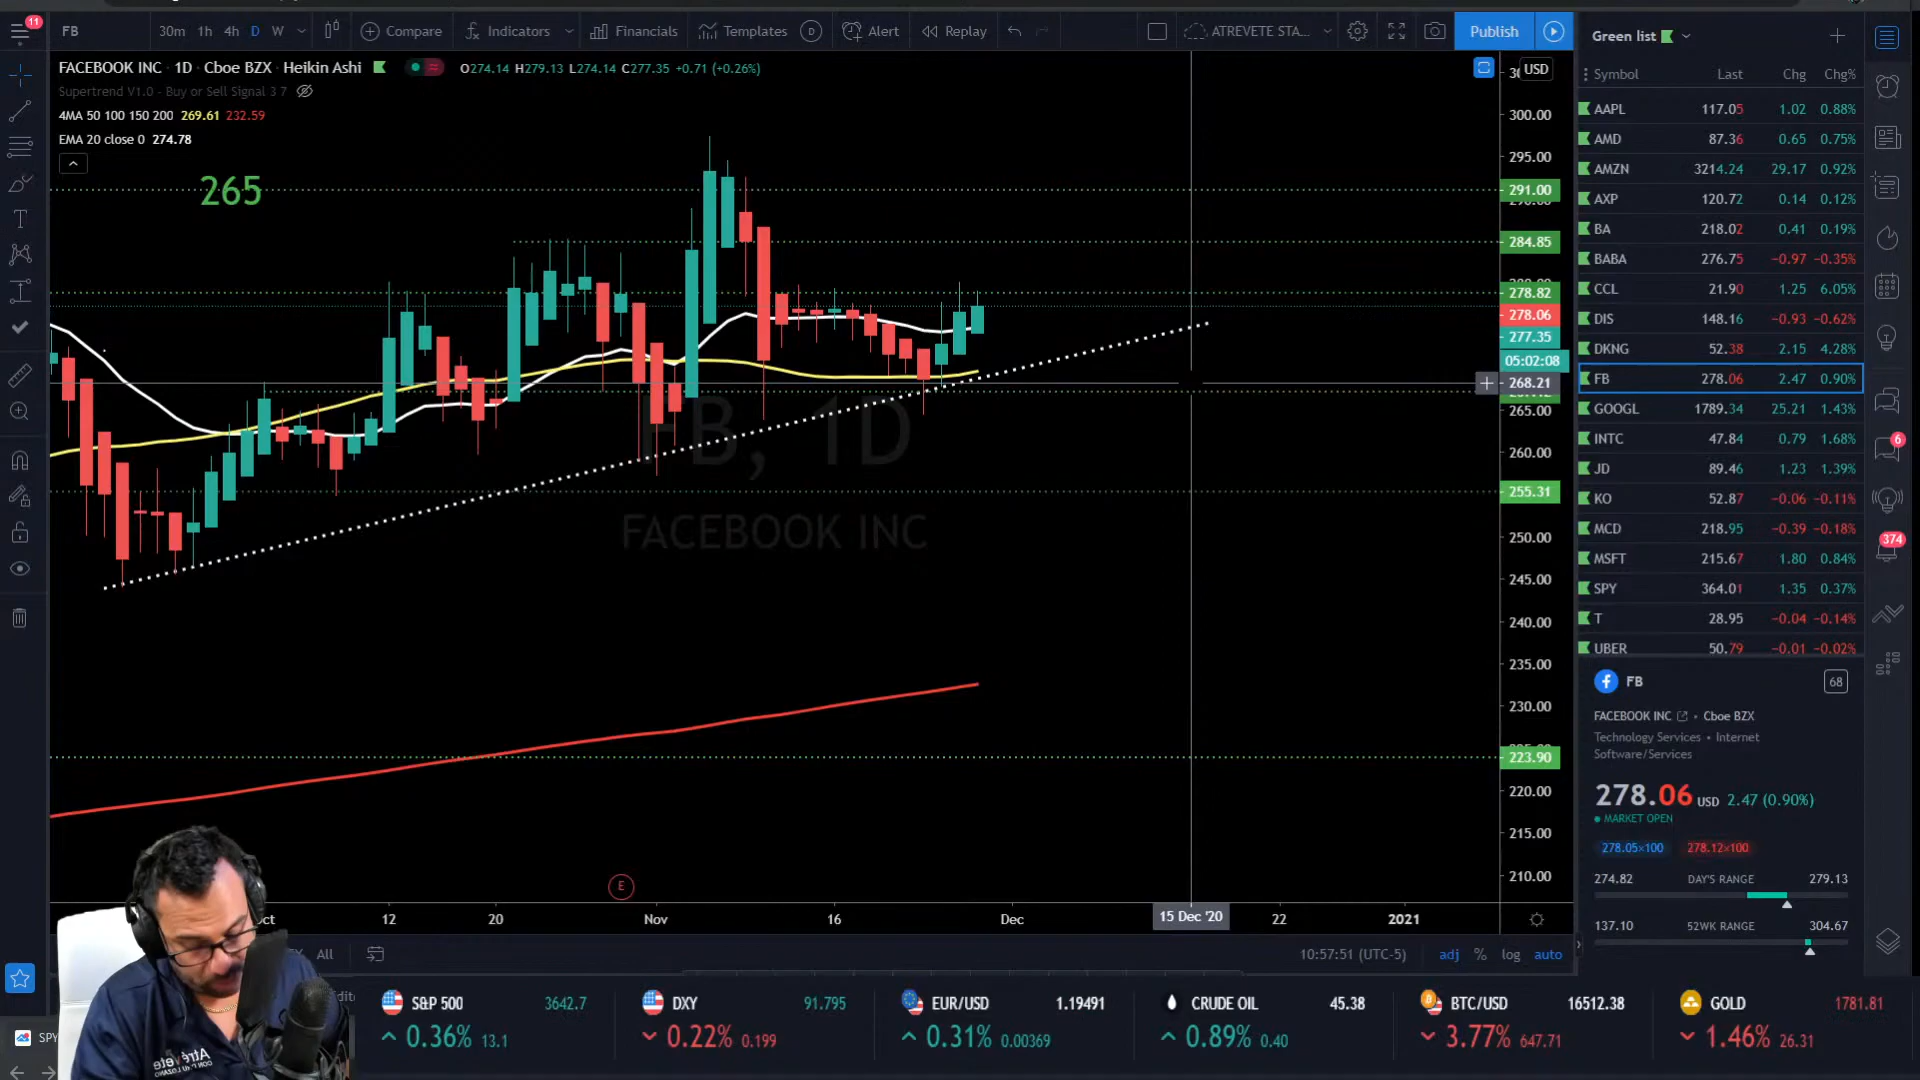 11
FB
30m 1h 4h D W
Compare
Indicators
Financials
Templates
D
Alert
Replay
ATREVETE STA...
Publish
Green list
FACEBOOK INC · 1D · Cboe BZX · Heikin Ashi
O274.14 H279.13 L274.14 C277.35 +0.71 (+0.26%)
Supertrend V1.0 - Buy or Sell Signal 3 7
4MA 50 100 150 200 269.61 232.59
EMA 20 close 0 274.78
265
FB, 1D
FACEBOOK INC
USD
300.00
295.00
291.00
284.85
278.82
278.06
277.35
05:02:08
268.21
265.00
260.00
255.31
250.00
245.00
240.00
235.00
230.00
223.90
220.00
215.00
210.00
E
12
20
Nov
16
Dec
15 Dec '20
22
2021
All
10:57:51 (UTC-5)
adj % log auto
Symbol Last Chg Chg%
AAPL 117.05 1.02 0.88%
AMD 87.36 0.65 0.75%
AMZN 3214.24 29.17 0.92%
AXP 120.72 0.14 0.12%
BA 218.02 0.41 0.19%
BABA 276.75 −0.97 −0.35%
CCL 21.90 1.25 6.05%
DIS 148.16 −0.93 −0.62%
DKNG 52.38 2.15 4.28%
FB 278.06 2.47 0.90%
GOOGL 1789.34 25.21 1.43%
INTC 47.84 0.79 1.68%
JD 89.46 1.23 1.39%
KO 52.87 −0.06 −0.11%
MCD 218.95 −0.39 −0.18%
MSFT 215.67 1.80 0.84%
SPY 364.01 1.35 0.37%
T 28.95 −0.04 −0.14%
UBER 50.79 −0.01 −0.02%
6
374
FB
68
FACEBOOK INC · Cboe BZX
Technology Services · Internet
Software/Services
278.06 USD 2.47 (0.90%)
MARKET OPEN
278.05×100 278.12×100
274.82 DAY'S RANGE 279.13
137.10 52WK RANGE 304.67
SPY
Atrévete
S&P 500 3642.7
0.36% 13.1
DXY 91.795
0.22% 0.199
EUR/USD 1.19491
0.31% 0.00369
CRUDE OIL 45.38
0.89% 0.40
BTC/USD 16512.38
3.77% 647.71
GOLD 1781.81
1.46% 26.31